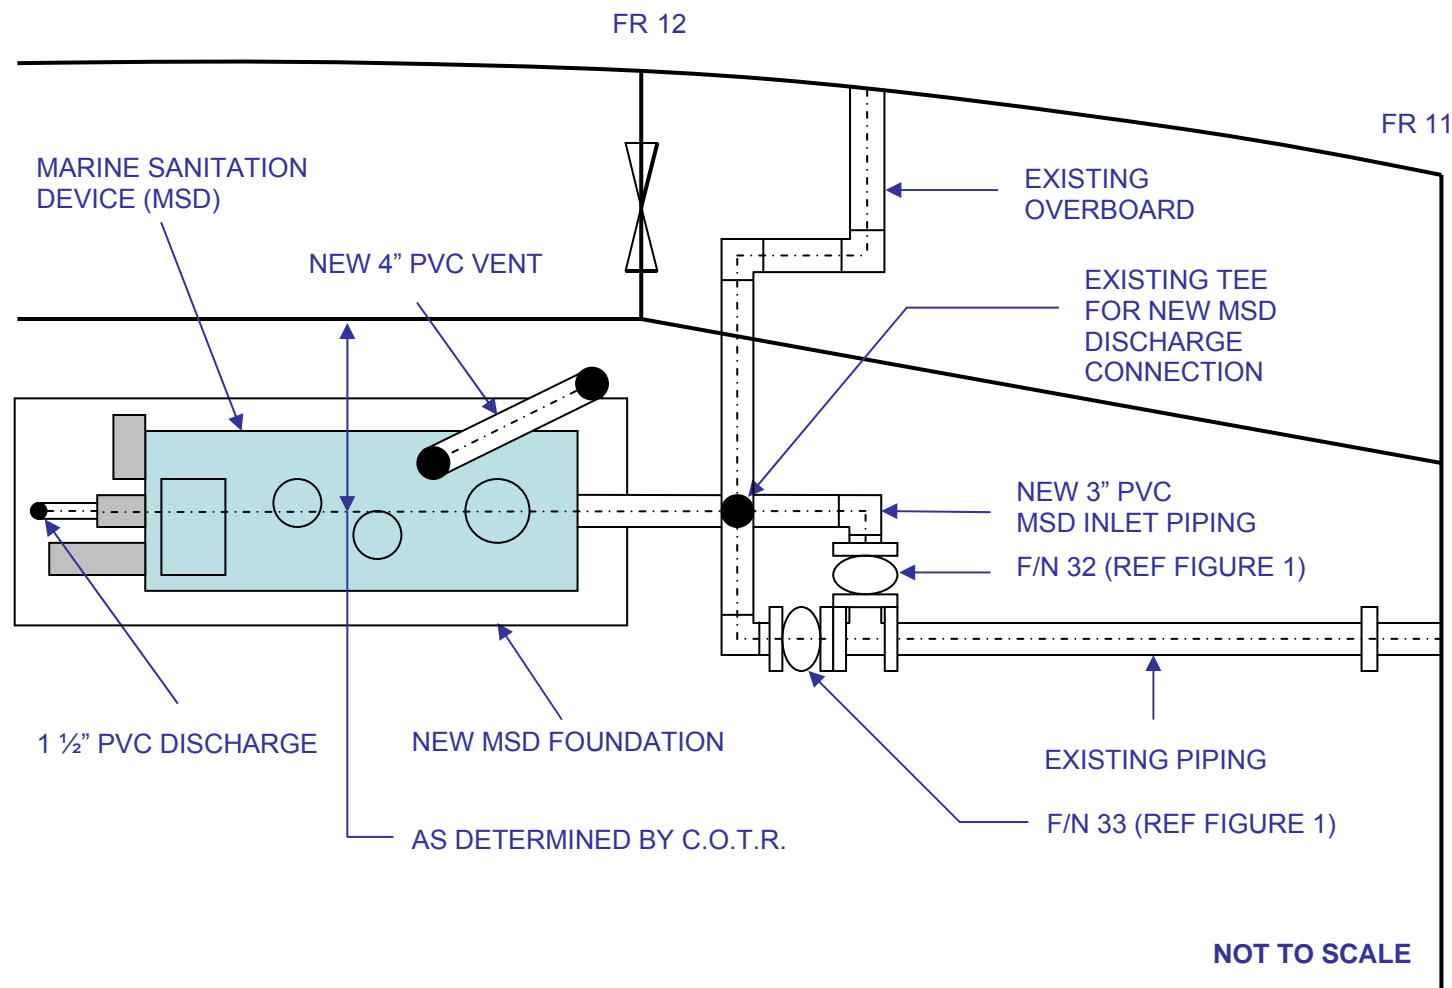 FR 12
FR 11
MARINE SANITATION
DEVICE (MSD)
NEW 4” PVC VENT
EXISTING
OVERBOARD
EXISTING TEE
FOR NEW MSD
DISCHARGE
CONNECTION
NEW 3” PVC
MSD INLET PIPING
F/N 32 (REF FIGURE 1)
1 ½” PVC DISCHARGE
NEW MSD FOUNDATION
EXISTING PIPING
F/N 33 (REF FIGURE 1)
AS DETERMINED BY C.O.T.R.
NOT TO SCALE